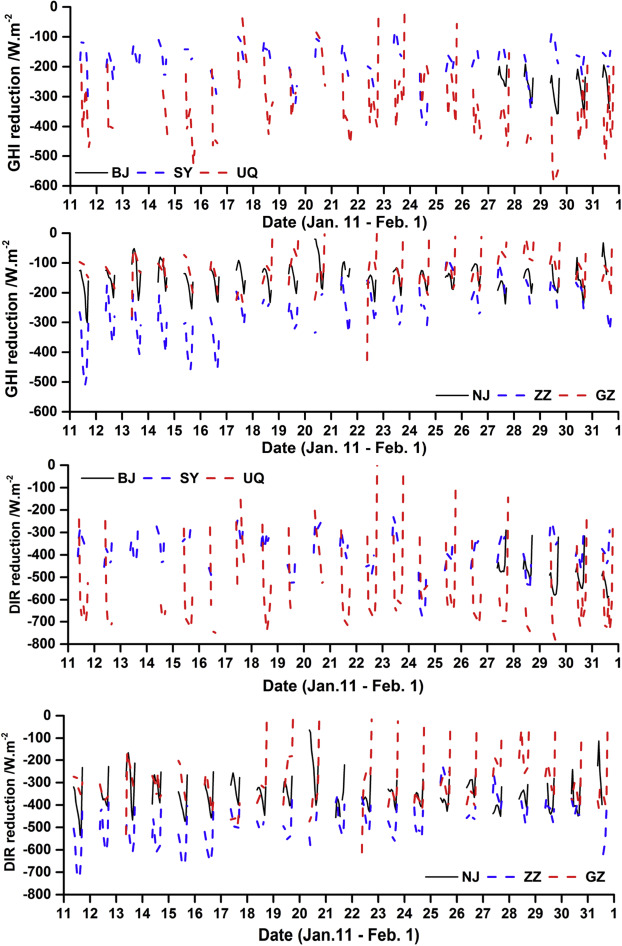 0
-100
-200
-300
-400
-500
-600
GHI reduction /W.m-2
BJ SY UQ
11 12 13 14 15 16 17 18 19 20 21 22 23 24 25 26 27 28 29 30 31 1
Date (Jan. 11 - Feb. 1)
0
-100
-200
-300
-400
-500
-600
GHI reduction /W.m-2
NJ ZZ GZ
11 12 13 14 15 16 17 18 19 20 21 22 23 24 25 26 27 28 29 30 31 1
Date (Jan. 11 - Feb. 1)
0
-100
-200
-300
-400
-500
-600
-700
-800
DIR reduction /W.m-2
BJ SY UQ
11 12 13 14 15 16 17 18 19 20 21 22 23 24 25 26 27 28 29 30 31 1
Date (Jan.11 - Feb. 1)
0
-100
-200
-300
-400
-500
-600
-700
-800
DIR reduction /W.m-2
NJ ZZ GZ
11 12 13 14 15 16 17 18 19 20 21 22 23 24 25 26 27 28 29 30 31 1
Date (Jan.11 - Feb. 1)